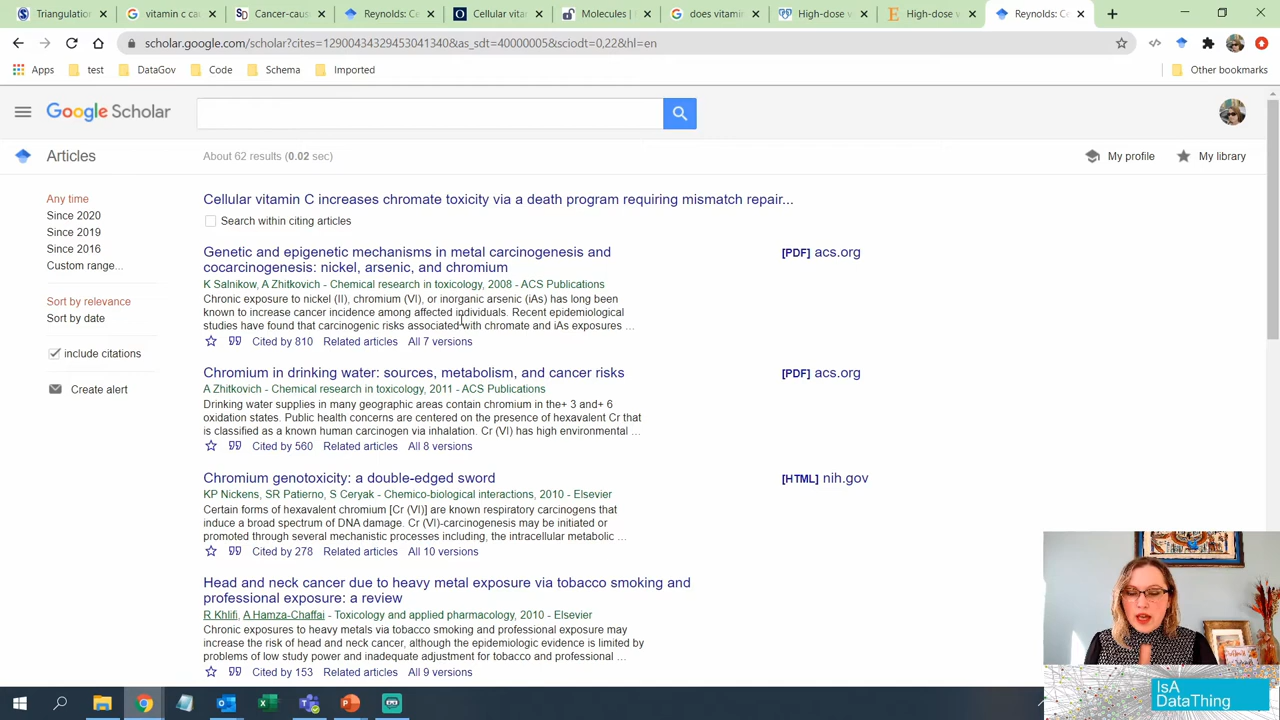 Triangulation
vitamin c ca
Cancer-caus
Reynolds: Ce
Cellular vita
Molecules |
does vitamin
High-dose v
High-dose v
Reynolds: Ce
scholar.google.com/scholar?cites=12900434329453041340&as_sdt=40000005&sciodt=0,22&hl=en
Apps test DataGov Code Schema Imported Other bookmarks
Google Scholar
Articles
About 62 results (0.02 sec)
My profile My library
Any time
Since 2020
Since 2019
Since 2016
Custom range...
Sort by relevance
Sort by date
include citations
Create alert
Cellular vitamin C increases chromate toxicity via a death program requiring mismatch repair...
Search within citing articles
Genetic and epigenetic mechanisms in metal carcinogenesis and
cocarcinogenesis: nickel, arsenic, and chromium
K Salnikow, A Zhitkovich - Chemical research in toxicology, 2008 - ACS Publications
Chronic exposure to nickel (II), chromium (VI), or inorganic arsenic (iAs) has long been
known to increase cancer incidence among affected individuals. Recent epidemiological
studies have found that carcinogenic risks associated with chromate and iAs exposures ...
Cited by 810 Related articles All 7 versions
[PDF] acs.org
Chromium in drinking water: sources, metabolism, and cancer risks
A Zhitkovich - Chemical research in toxicology, 2011 - ACS Publications
Drinking water supplies in many geographic areas contain chromium in the+ 3 and+ 6
oxidation states. Public health concerns are centered on the presence of hexavalent Cr that
is classified as a known human carcinogen via inhalation. Cr (VI) has high environmental ...
Cited by 560 Related articles All 8 versions
[PDF] acs.org
Chromium genotoxicity: a double-edged sword
KP Nickens, SR Patierno, S Ceryak - Chemico-biological interactions, 2010 - Elsevier
Certain forms of hexavalent chromium [Cr (VI)] are known respiratory carcinogens that
induce a broad spectrum of DNA damage. Cr (VI)-carcinogenesis may be initiated or
promoted through several mechanistic processes including, the intracellular metabolic ...
Cited by 278 Related articles All 10 versions
[HTML] nih.gov
Head and neck cancer due to heavy metal exposure via tobacco smoking and
professional exposure: a review
R Khlifi, A Hamza-Chaffai - Toxicology and applied pharmacology, 2010 - Elsevier
Chronic exposures to heavy metals via tobacco smoking and professional exposure may
increase the risk of head and neck cancer, although the epidemiologic evidence is limited by
problems of low study power and inadequate adjustment for tobacco and professional ...
Cited by 153 Related articles All 9 versions
IsA
DataThing